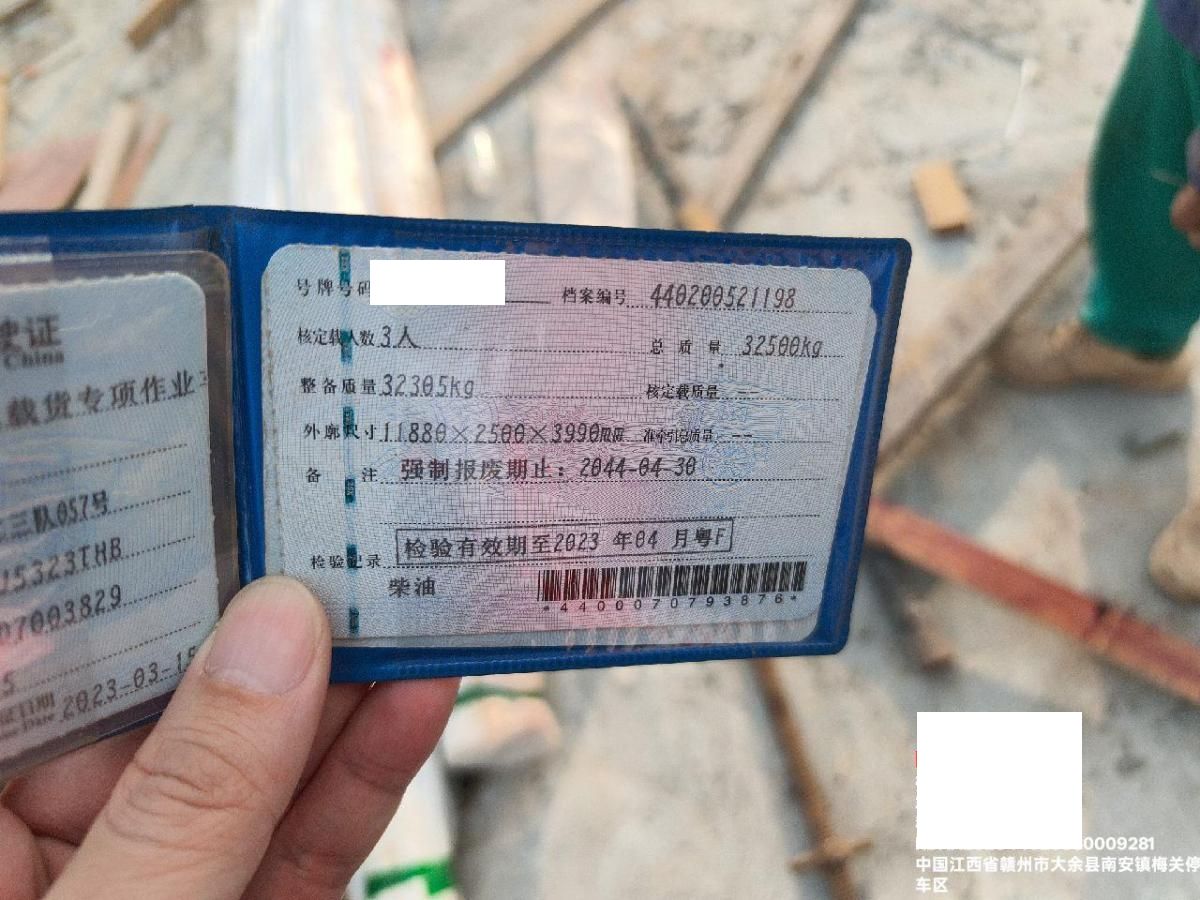 驶证
China
载货专项作业
三队057号
J5323THB
07003829
5
证日期 2023-03-15
Date
号牌号码
档案编号 440200521198
核定载人数 3人
总质量 32500kg
整备质量 32305kg
核定载质量 --
外廓尺寸 11880×2500×3990mm 准牵引总质量 --
备注 强制报废期止：2044-04-30
检验记录 检验有效期至2023 年04 月粤F
柴油
*4400070793876*
0009281
中国江西省赣州市大余县南安镇梅关停
车区